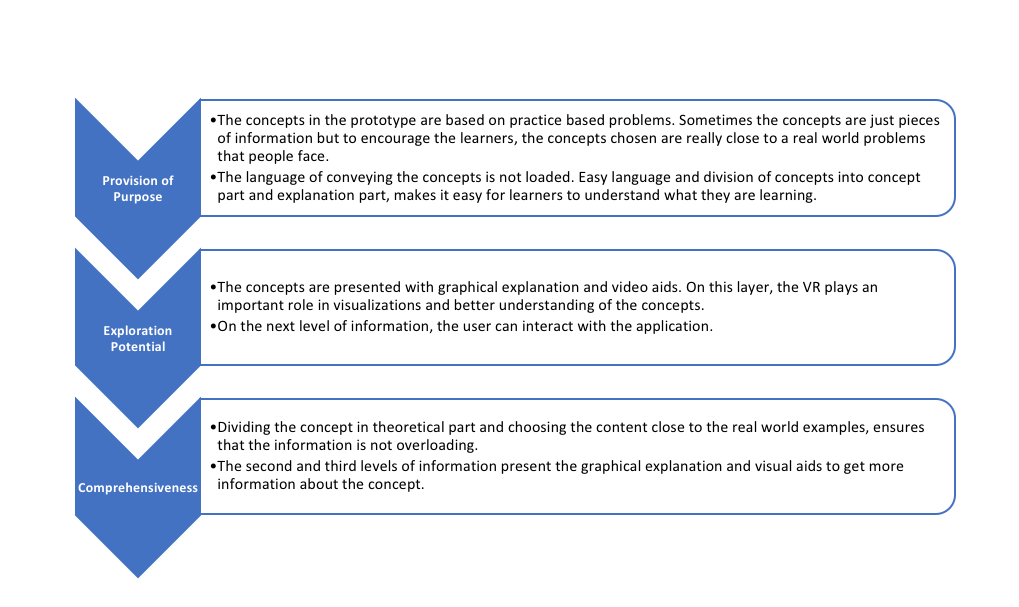 Provision of
Purpose
•The concepts in the prototype are based on practice based problems. Sometimes the concepts are just pieces
of information but to encourage the learners, the concepts chosen are really close to a real world problems
that people face.
•The language of conveying the concepts is not loaded. Easy language and division of concepts into concept
part and explanation part, makes it easy for learners to understand what they are learning.
Exploration
Potential
•The concepts are presented with graphical explanation and video aids. On this layer, the VR plays an
important role in visualizations and better understanding of the concepts.
•On the next level of information, the user can interact with the application.
Comprehensiveness
•Dividing the concept in theoretical part and choosing the content close to the real world examples, ensures
that the information is not overloading.
•The second and third levels of information present the graphical explanation and visual aids to get more
information about the concept.